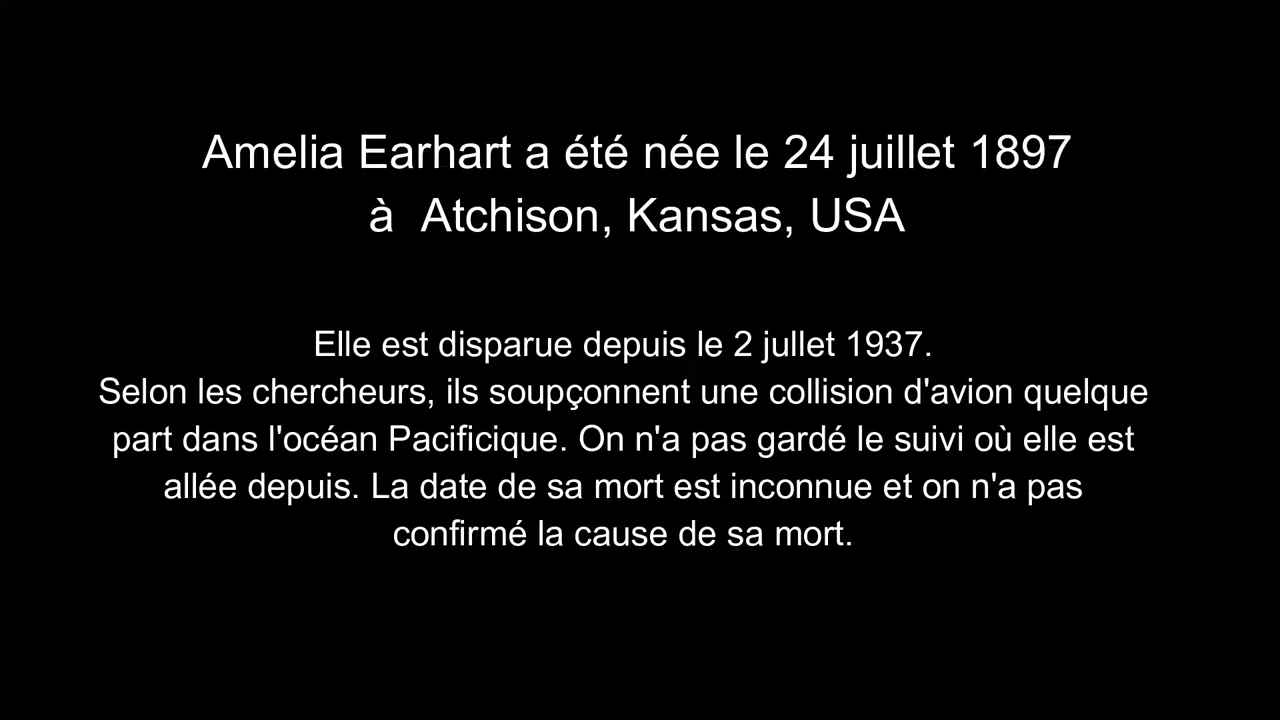 Amelia Earhart a été née le 24 juillet 1897
à  Atchison, Kansas, USA
Elle est disparue depuis le 2 jullet 1937.
Selon les chercheurs, ils soupçonnent une collision d'avion quelque
part dans l'océan Pacificique. On n'a pas gardé le suivi où elle est
allée depuis. La date de sa mort est inconnue et on n'a pas
confirmé la cause de sa mort.